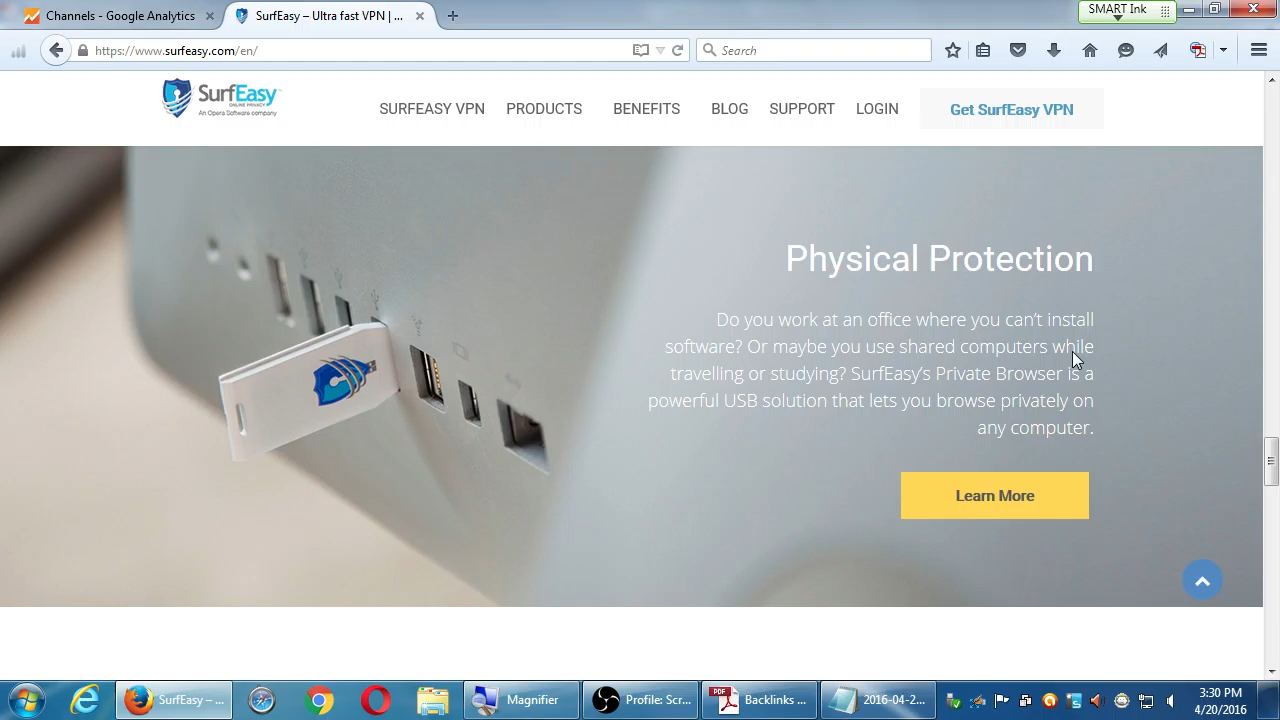 Channels - Google Analytics
SurfEasy – Ultra fast VPN | ...
SMART Ink
https://www.surfeasy.com/en/
Search
SurfEasy
ONLINE PRIVACY
An Opera Software company
SURFEASY VPN
PRODUCTS
BENEFITS
BLOG
SUPPORT
LOGIN
Get SurfEasy VPN
Physical Protection
Do you work at an office where you can't install
software? Or maybe you use shared computers while
travelling or studying? SurfEasy's Private Browser is a
powerful USB solution that lets you browse privately on
any computer.
Learn More
SurfEasy – ...
Magnifier
Profile: Scr...
PDF
Backlinks ...
2016-04-2...
3:30 PM
4/20/2016